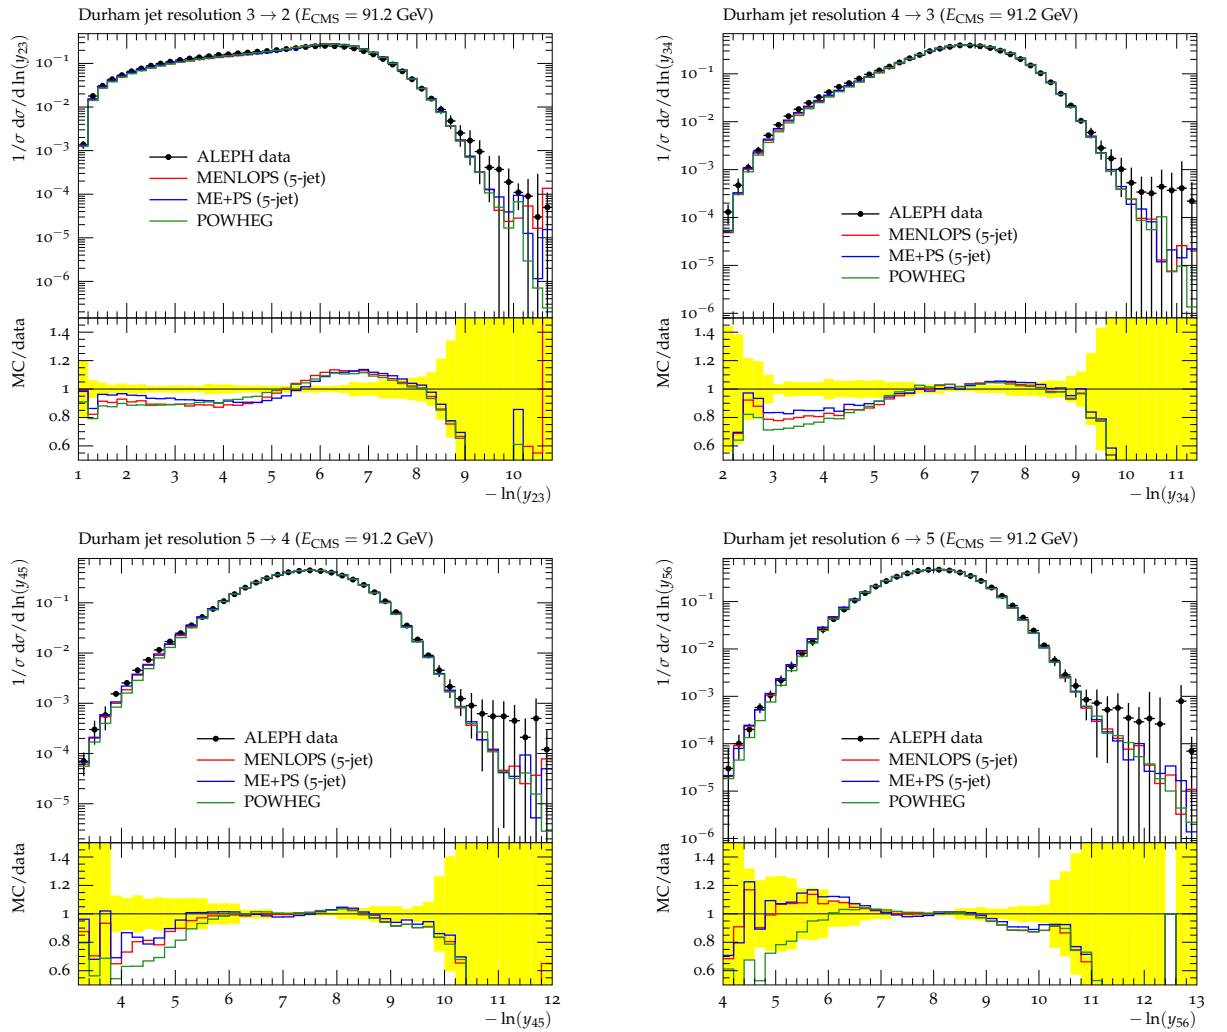 Durham jet resolution 3 → 2 (E_CMS = 91.2 GeV)
1/σ dσ/d ln(y_23)
10^−1
10^−2
10^−3
10^−4
10^−5
10^−6
ALEPH data
MENLOPS (5-jet)
ME+PS (5-jet)
POWHEG
MC/data
1.4
1.2
1
0.8
0.6
1 2 3 4 5 6 7 8 9 10
− ln(y_23)
Durham jet resolution 4 → 3 (E_CMS = 91.2 GeV)
1/σ dσ/d ln(y_34)
10^−1
10^−2
10^−3
10^−4
10^−5
10^−6
ALEPH data
MENLOPS (5-jet)
ME+PS (5-jet)
POWHEG
MC/data
1.4
1.2
1
0.8
0.6
2 3 4 5 6 7 8 9 10 11
− ln(y_34)
Durham jet resolution 5 → 4 (E_CMS = 91.2 GeV)
1/σ dσ/d ln(y_45)
10^−1
10^−2
10^−3
10^−4
10^−5
ALEPH data
MENLOPS (5-jet)
ME+PS (5-jet)
POWHEG
MC/data
1.4
1.2
1
0.8
0.6
4 5 6 7 8 9 10 11 12
− ln(y_45)
Durham jet resolution 6 → 5 (E_CMS = 91.2 GeV)
1/σ dσ/d ln(y_56)
10^−1
10^−2
10^−3
10^−4
10^−5
10^−6
ALEPH data
MENLOPS (5-jet)
ME+PS (5-jet)
POWHEG
MC/data
1.4
1.2
1
0.8
0.6
4 5 6 7 8 9 10 11 12 13
− ln(y_56)